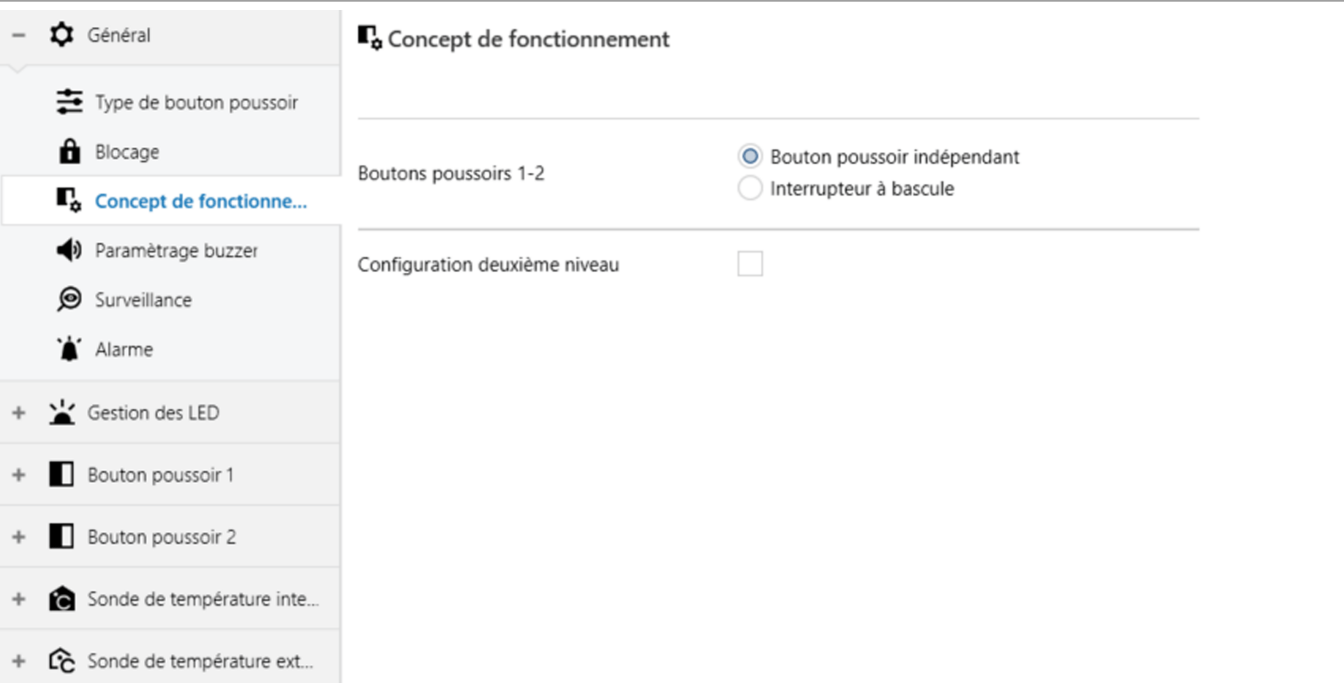 Général
Type de bouton poussoir
Blocage
Concept de fonctionne...
Paramètrage buzzer
Surveillance
Alarme
Gestion des LED
Bouton poussoir 1
Bouton poussoir 2
Sonde de température inte...
Sonde de température ext...
Concept de fonctionnement
Boutons poussoirs 1-2
Bouton poussoir indépendant
Interrupteur à bascule
Configuration deuxième niveau